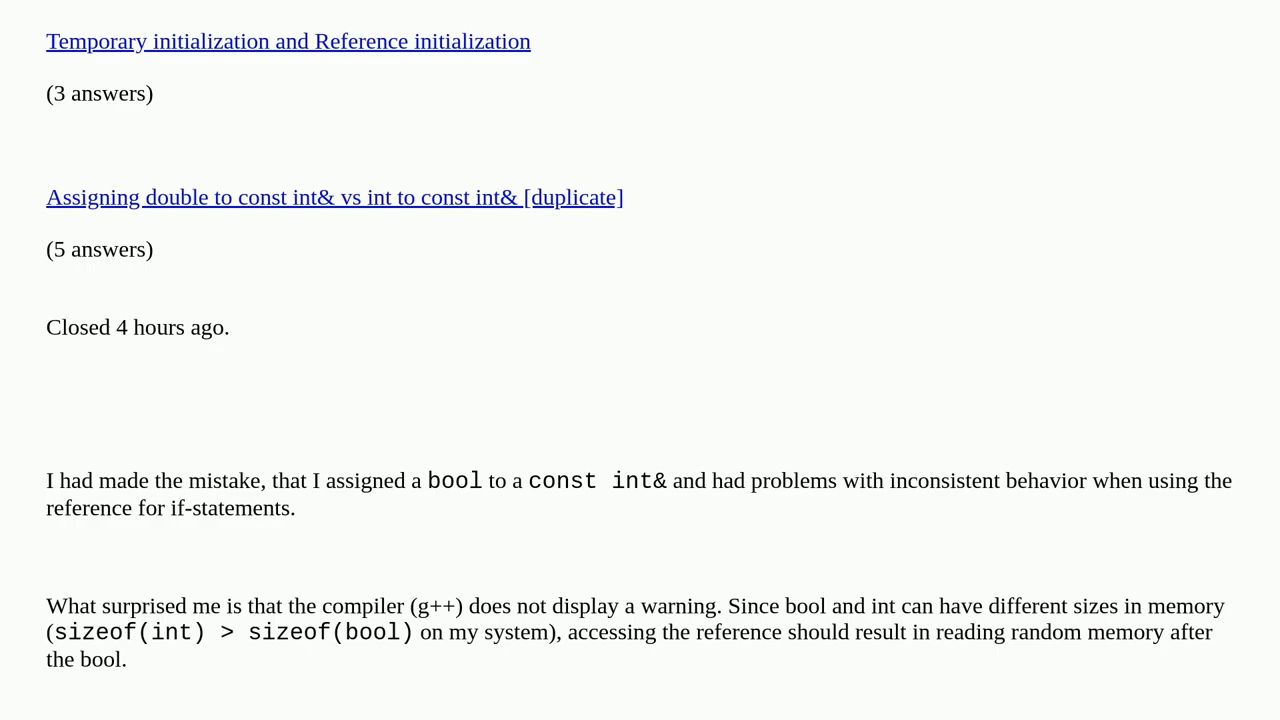 Temporary initialization and Reference initialization
(3 answers)
Assigning double to const int& vs int to const int& [duplicate]
(5 answers)
Closed 4 hours ago.
I had made the mistake, that I assigned a bool to a const int& and had problems with inconsistent behavior when using the
reference for if-statements.
What surprised me is that the compiler (g++) does not display a warning. Since bool and int can have different sizes in memory
(sizeof(int) > sizeof(bool) on my system), accessing the reference should result in reading random memory after
the bool.